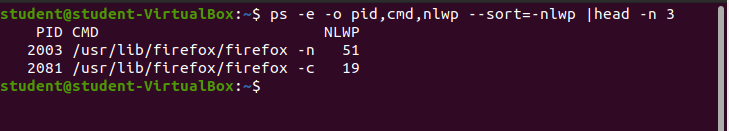 student@student-VirtualBox:~$ ps -e -o pid,cmd,nlwp --sort=-nlwp |head -n 3
PID CMD NLWP
2003 /usr/lib/firefox/firefox -n 51
2081 /usr/lib/firefox/firefox -c 19
student@student-VirtualBox:~$